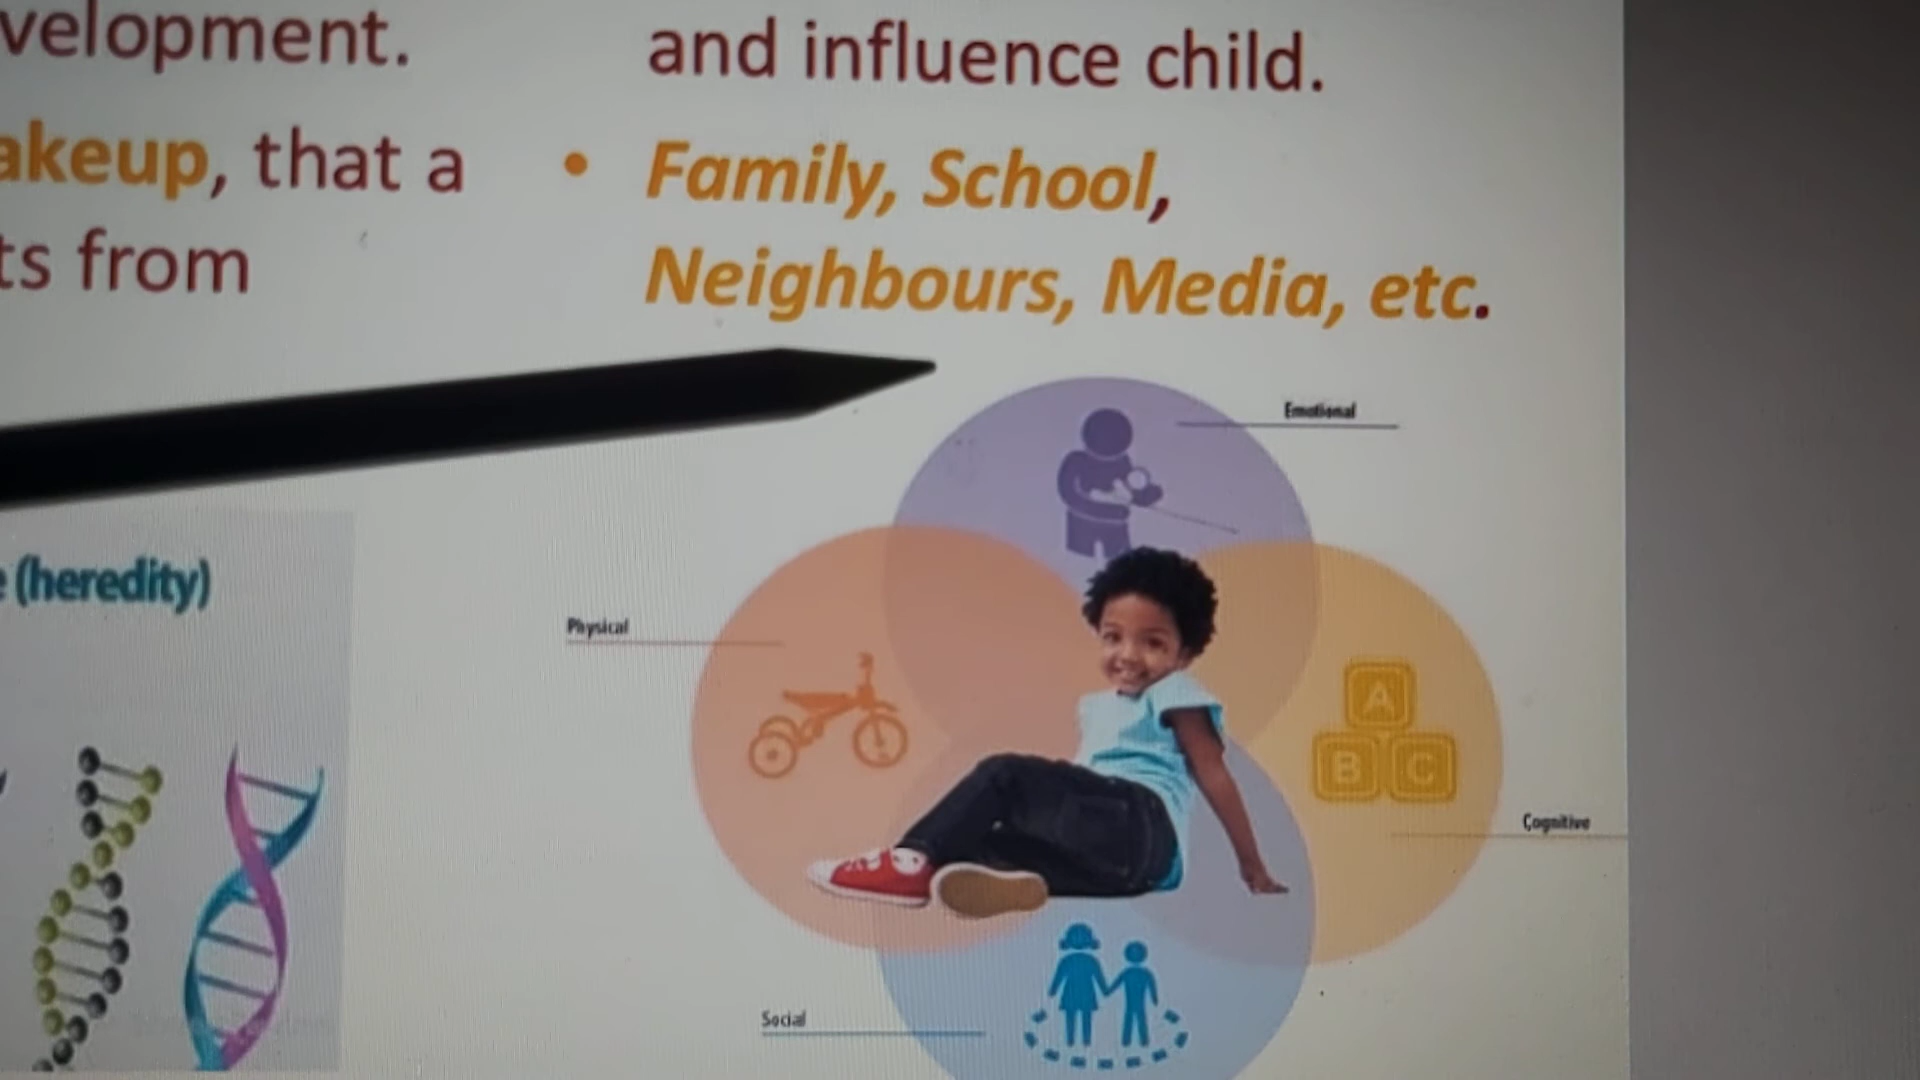 velopment.
akeup, that a
ts from
and influence child.
• Family, School,
Neighbours, Media, etc.
(heredity)
Emotional
Physical
A
B C
Cognitive
Social